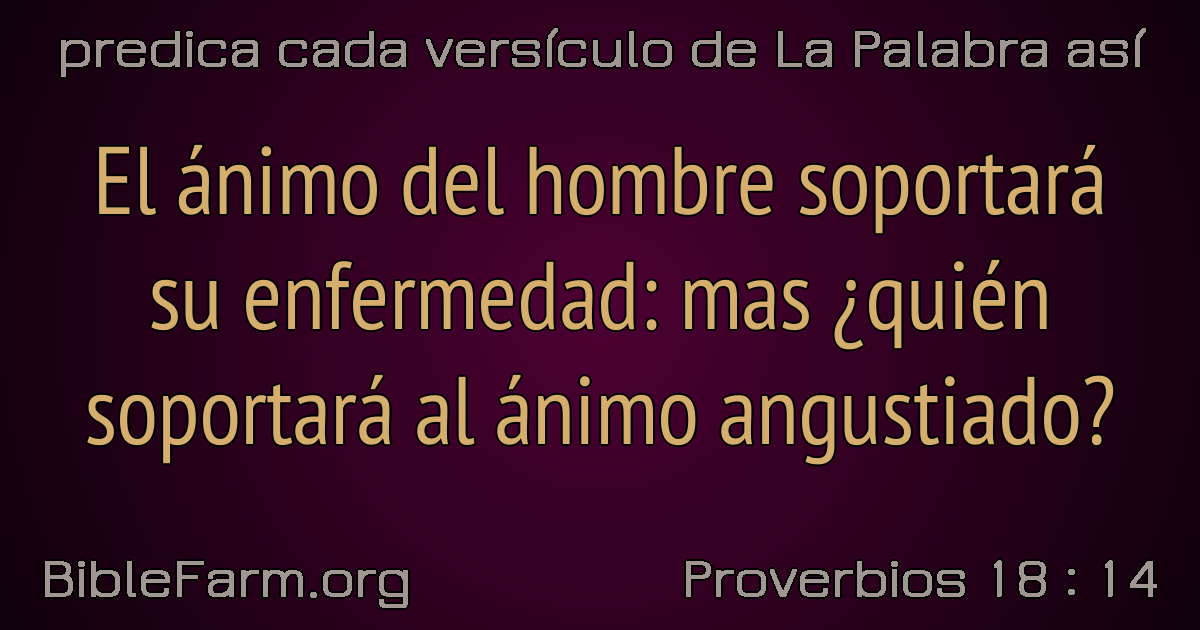 predica cada versículo de La Palabra así
El ánimo del hombre soportará
su enfermedad: mas ¿quién
soportará al ánimo angustiado?
BibleFarm.org
Proverbios 18 : 14